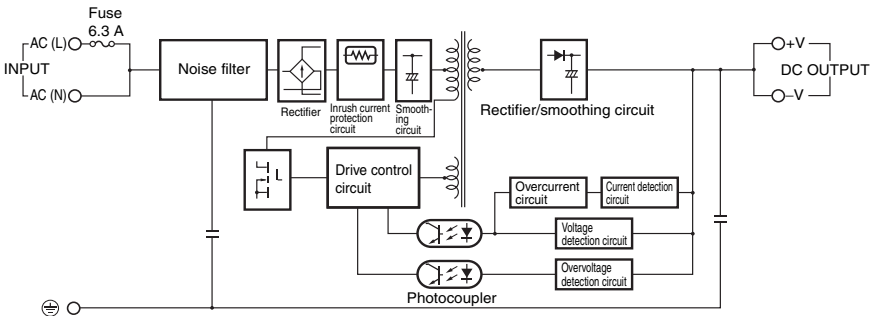 Fuse
6.3 A
AC (L)
INPUT
AC (N)
Noise filter
Rectifier
Inrush current
protection
circuit
Smooth-
ing
circuit
Rectifier/smoothing circuit
+V
DC OUTPUT
–V
Drive control
circuit
Overcurrent
circuit
Current detection
circuit
Voltage
detection circuit
Overvoltage
detection circuit
Photocoupler